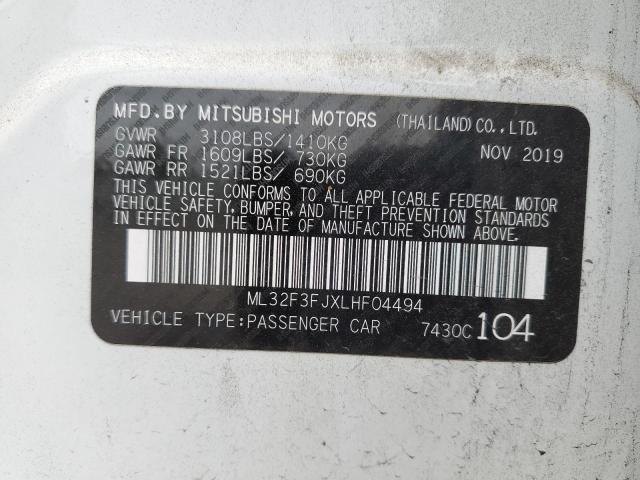 MFD.BY MITSUBISHI MOTORS (THAILAND)CO.,LTD.
GVWR 3108LBS/1410KG
GAWR FR 1609LBS/ 730KG NOV 2019
GAWR RR 1521LBS/ 690KG
THIS VEHICLE CONFORMS TO ALL APPLICABLE FEDERAL MOTOR
VEHICLE SAFETY, BUMPER, AND THEFT PREVENTION STANDARDS
IN EFFECT ON THE DATE OF MANUFACTURE SHOWN ABOVE.
ML32F3FJXLHF04494
VEHICLE TYPE:PASSENGER CAR 7430C 104